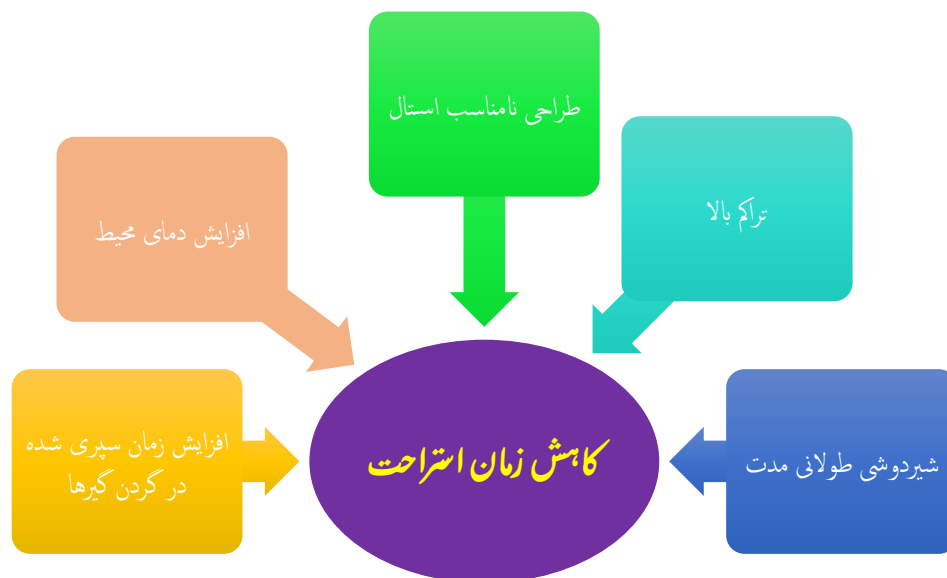 طراحی نامناسب استال
تراکم بالا
افزایش دمای محیط
شیردوشی طولانی مدت
کاهش زمان استراحت
افزایش زمان سپری شده
در گردن گیرها